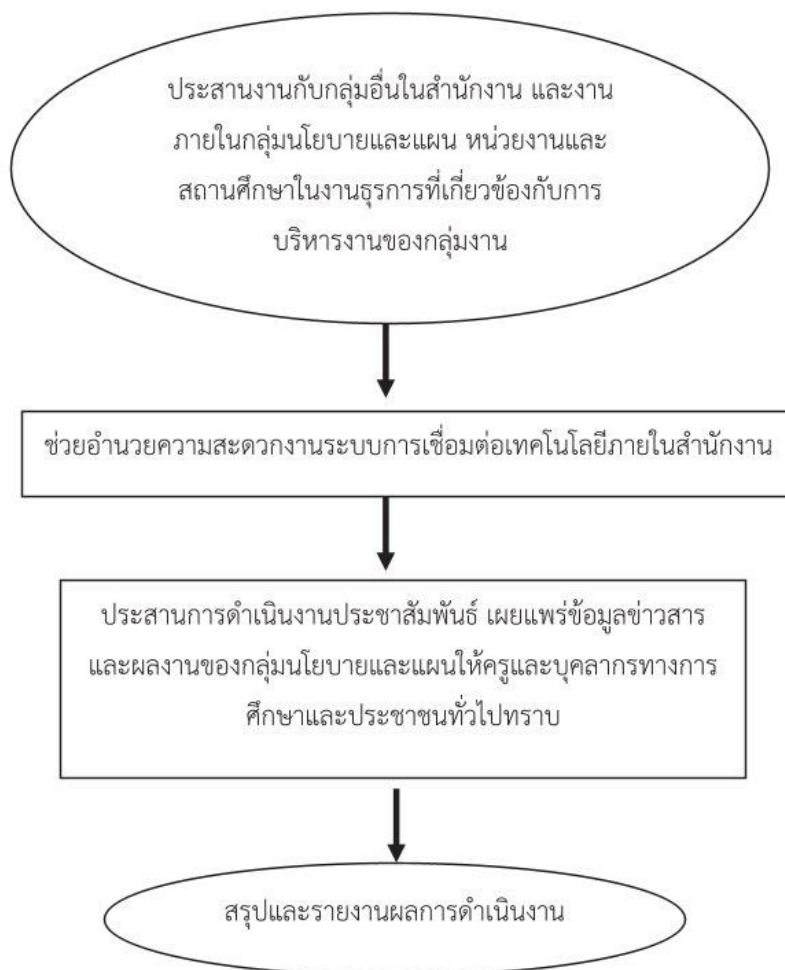 ประสานงานกับกลุ่มอื่นในสำนักงาน และงาน
ภายในกลุ่มนโยบายและแผน หน่วยงานและ
สถานศึกษาในงานธุรการที่เกี่ยวข้องกับการ
บริหารงานของกลุ่มงาน
ช่วยอำนวยความสะดวกงานระบบการเชื่อมต่อเทคโนโลยีภายในสำนักงาน
ประสานการดำเนินงานประชาสัมพันธ์ เผยแพร่ข้อมูลข่าวสาร
และผลงานของกลุ่มนโยบายและแผนให้ครูและบุคลากรทางการ
ศึกษาและประชาชนทั่วไปทราบ
สรุปและรายงานผลการดำเนินงาน